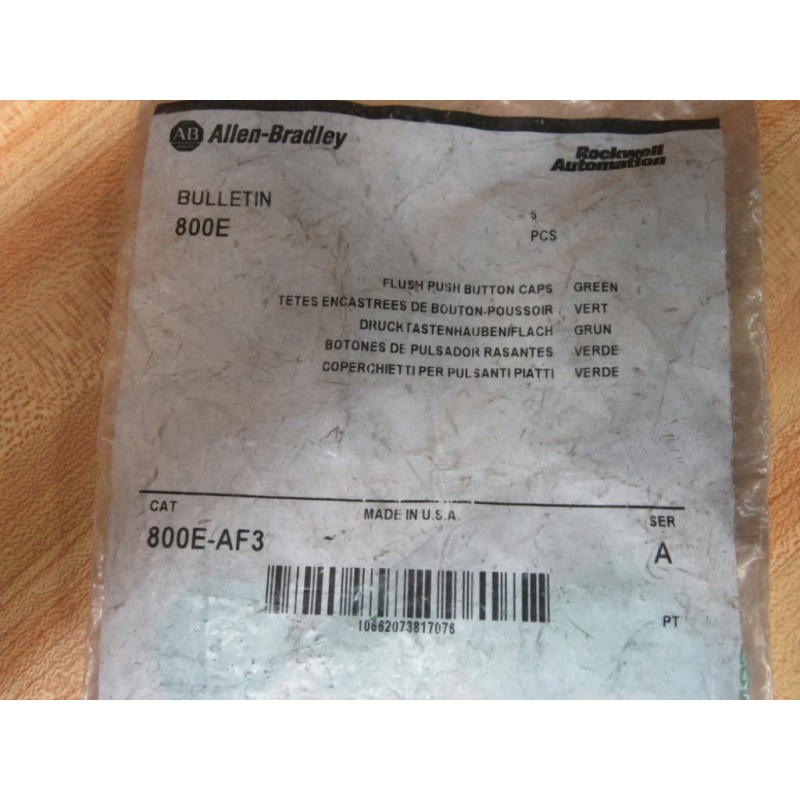 AB Allen-Bradley
Rockwell
Automation
BULLETIN
800E
5
PCS
FLUSH PUSH BUTTON CAPS GREEN
TETES ENCASTREES DE BOUTON-POUSSOIR VERT
DRUCKTASTENHAUBEN/FLACH GRUN
BOTONES DE PULSADOR RASANTES VERDE
COPERCHIETTI PER PULSANTI PIATTI VERDE
CAT
MADE IN U.S.A.
SER
800E-AF3
A
10662073817076
PT